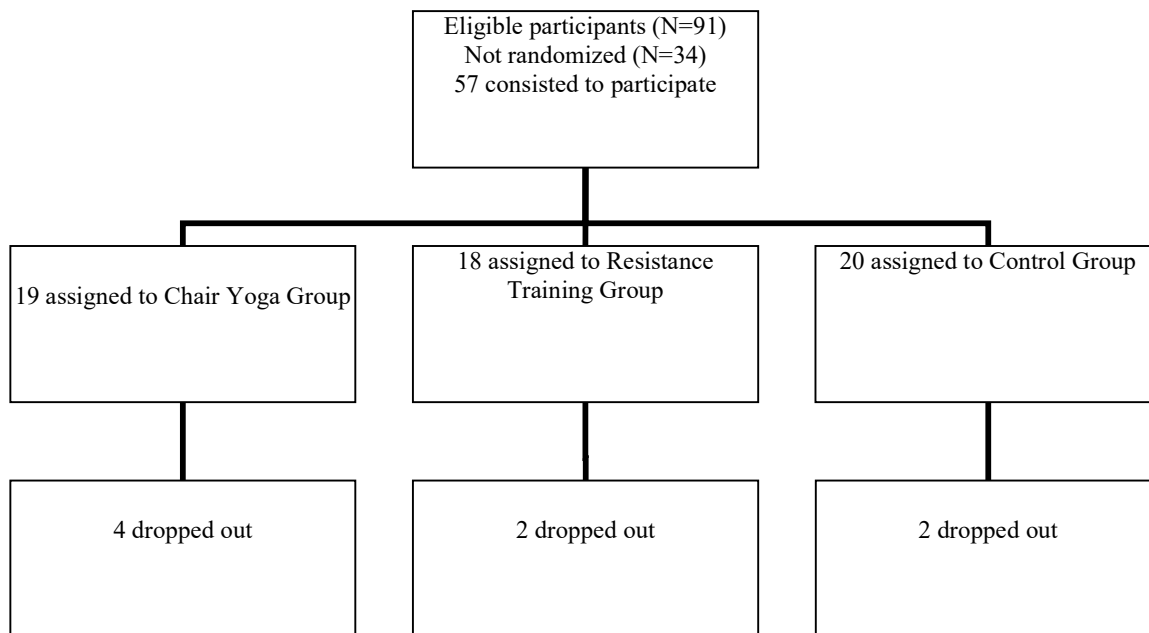 Eligible participants (N=91)
Not randomized (N=34)
57 consisted to participate
19 assigned to Chair Yoga Group
18 assigned to Resistance
Training Group
20 assigned to Control Group
4 dropped out
2 dropped out
2 dropped out